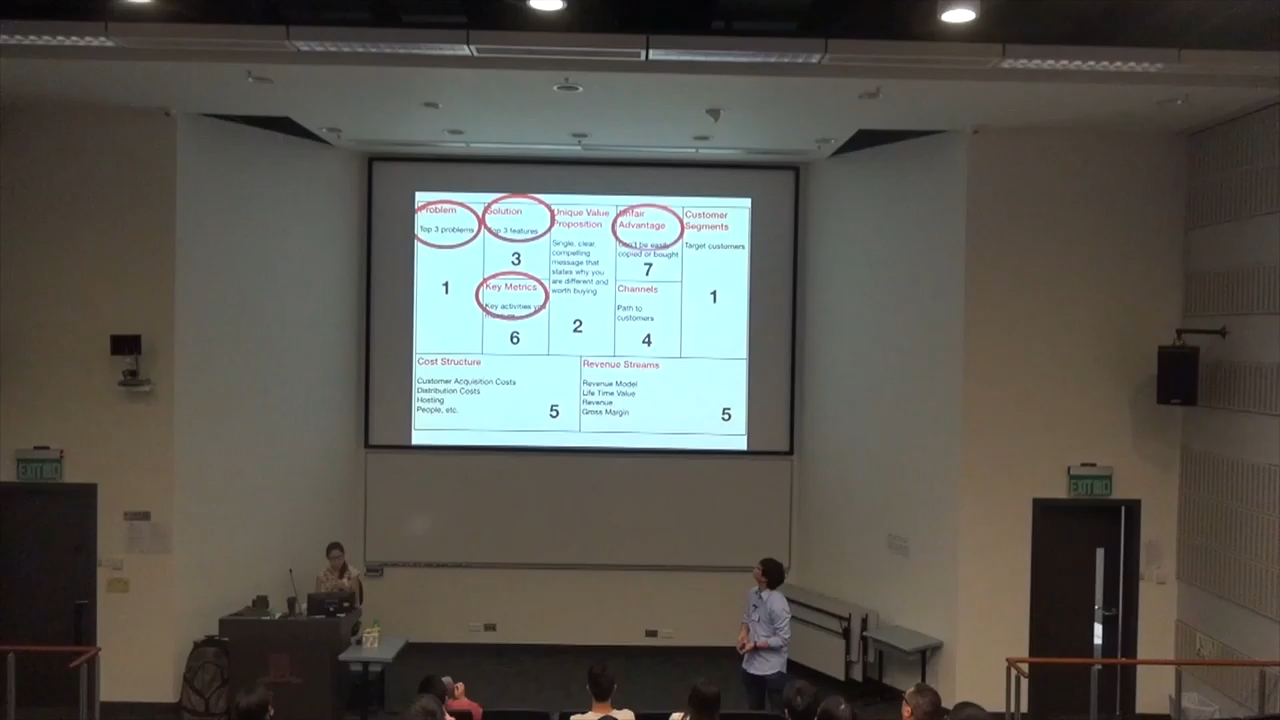 Problem
Top 3 problems
1
Solution
Top 3 features
3
Key Metrics
Key activities you
6
Unique Value
Proposition
Single, clear,
compelling
message that
states why you
are different and
worth buying
2
Unfair
Advantage
Don't be easily
copied or bought
7
Channels
Path to
customers
4
Customer
Segments
Target customers
1
Cost Structure
Customer Acquisition Costs
Distribution Costs
Hosting
People, etc.
5
Revenue Streams
Revenue Model
Life Time Value
Revenue
Gross Margin
5
EXIT
EXIT